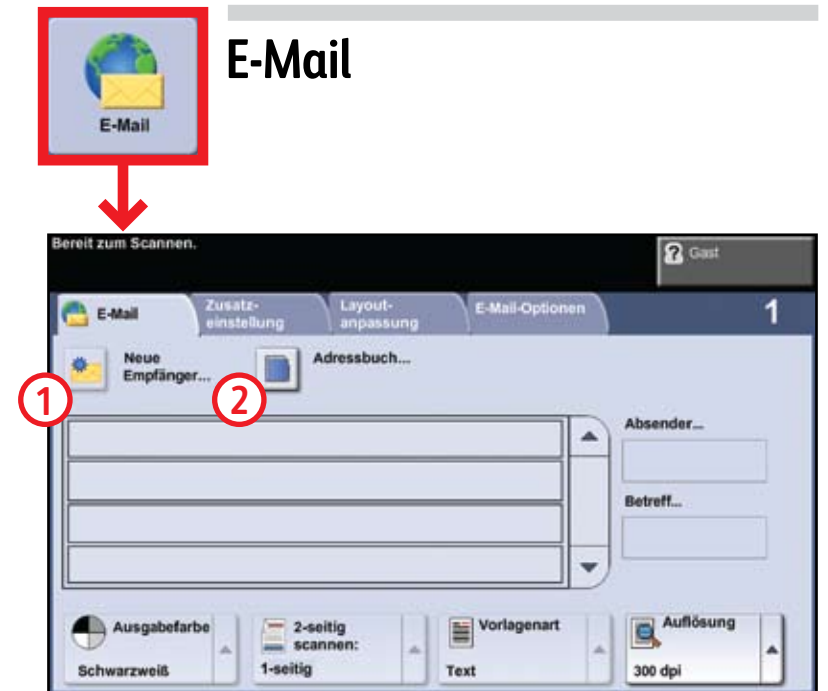 E-Mail
E-Mail
Bereit zum Scannen.
Gast
E-Mail
Zusatz-
einstellung
Layout-
anpassung
E-Mail-Optionen
1
Neue
Empfänger...
Adressbuch...
1
2
Absender...
Betreff...
Ausgabefarbe
Schwarzweiß
2-seitig
scannen:
1-seitig
Vorlagenart
Text
Auflösung
300 dpi